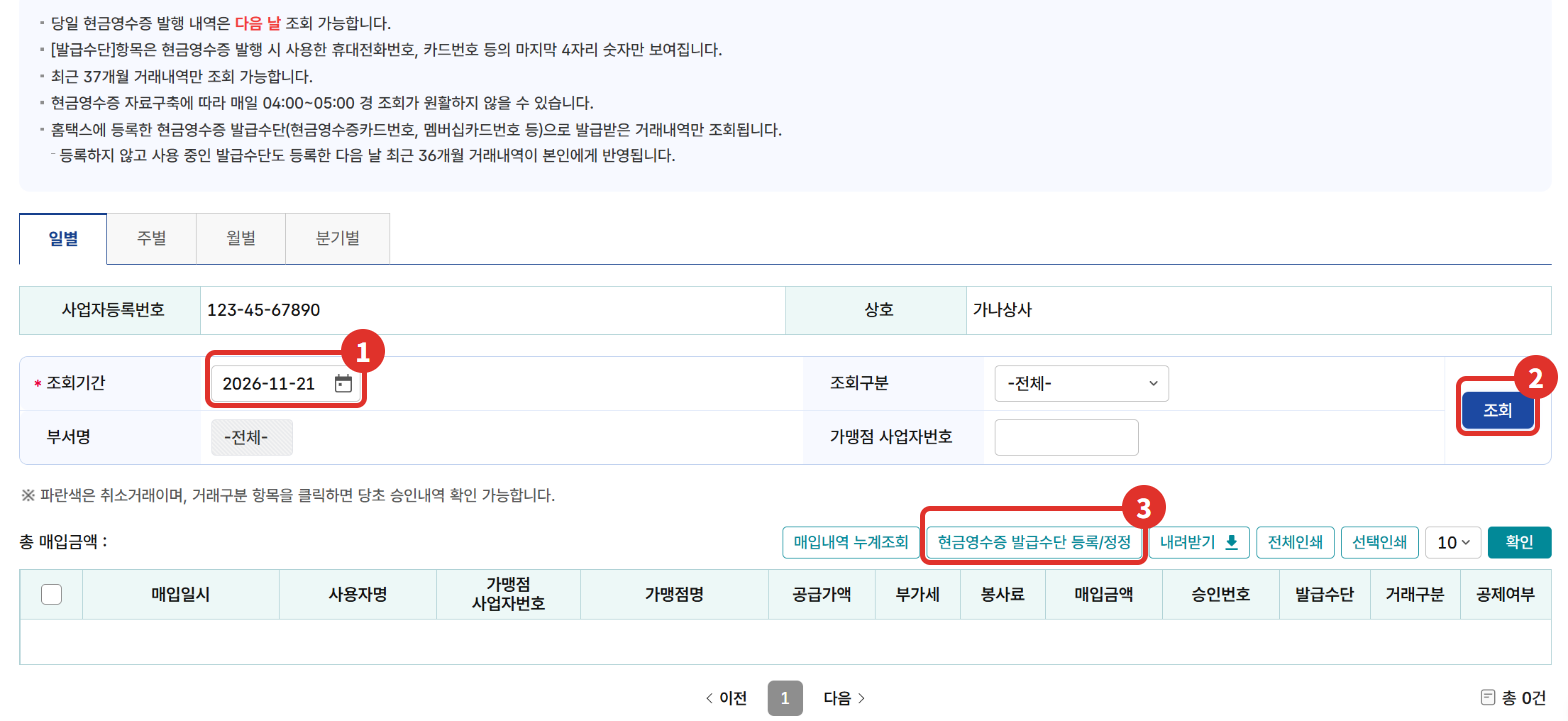 당일 현금영수증 발행 내역은 다음 날 조회 가능합니다.
[발급수단]항목은 현금영수증 발행 시 사용한 휴대전화번호, 카드번호 등의 마지막 4자리 숫자만 보여집니다.
최근 37개월 거래내역만 조회 가능합니다.
현금영수증 자료구축에 따라 매일 04:00~05:00 경 조회가 원활하지 않을 수 있습니다.
홈택스에 등록한 현금영수증 발급수단(현금영수증카드번호, 멤버십카드번호 등)으로 발급받은 거래내역만 조회됩니다.
- 등록하지 않고 사용 중인 발급수단도 등록한 다음 날 최근 36개월 거래내역이 본인에게 반영됩니다.
일별 주별 월별 분기별
사업자등록번호 123-45-67890 상호 가나상사
1
* 조회기간 2026-11-21 조회구분 -전체-
2
조회
부서명 -전체- 가맹점 사업자번호
※ 파란색은 취소거래이며, 거래구분 항목을 클릭하면 당초 승인내역 확인 가능합니다.
3
총 매입금액 : 매입내역 누계조회 현금영수증 발급수단 등록/정정 내려받기 전체인쇄 선택인쇄 10 확인
매입일시 사용자명 가맹점 사업자번호 가맹점명 공급가액 부가세 봉사료 매입금액 승인번호 발급수단 거래구분 공제여부
< 이전 1 다음 > 총 0건